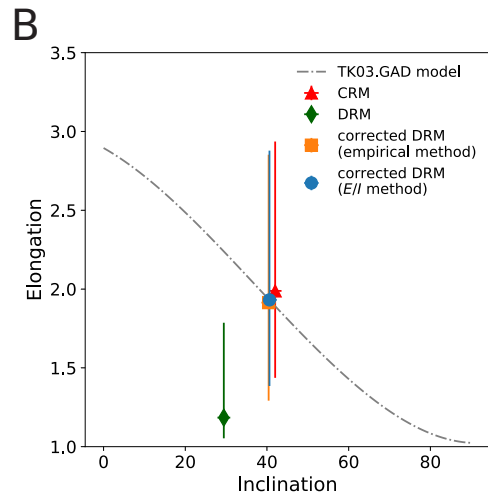 B
3.5
3.0
2.5
2.0
1.5
1.0
Elongation
0
20
40
60
80
Inclination
TK03.GAD model
CRM
DRM
corrected DRM
(empirical method)
corrected DRM
(E/I method)